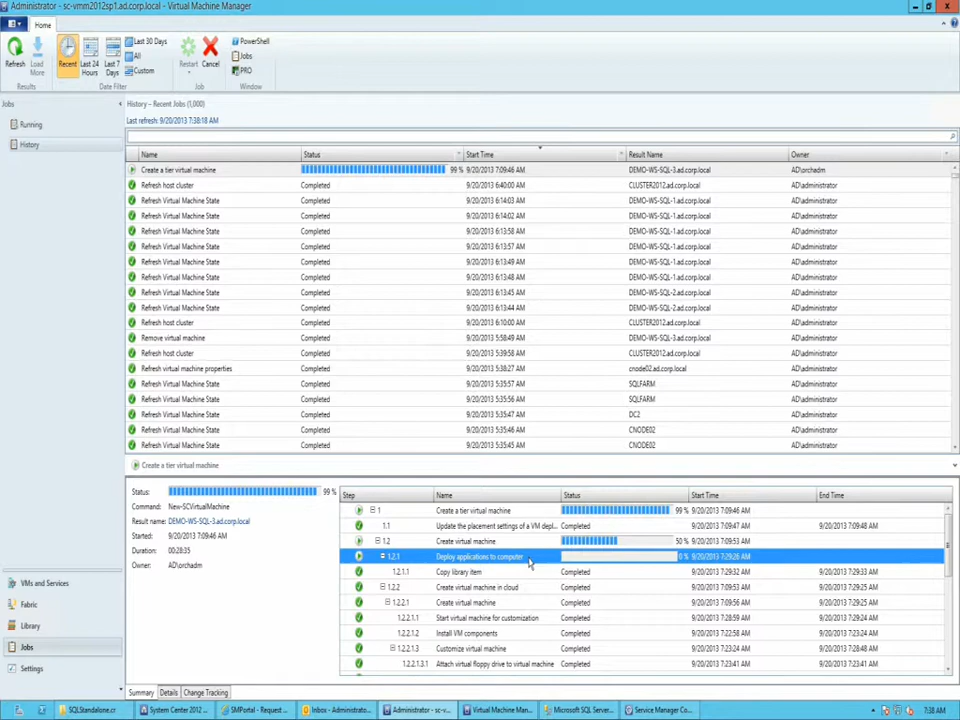 Administrator - sc-vmm2012sp1.ad.corp.local - Virtual Machine Manager
Home
Refresh
Load More
Recent
Last 24 Hours
Last 7 Days
Last 30 Days
All
Custom
Restart
Cancel
PowerShell
Jobs
PRO
Results
Date Filter
Job
Window
Jobs
Running
History
History – Recent Jobs (1,000)
Last refresh: 9/20/2013 7:38:18 AM
Name Status Start Time Result Name Owner
Create a tier virtual machine 99 % 9/20/2013 7:09:46 AM DEMO-WS-SQL-3.ad.corp.local AD\orchadm
Refresh host cluster Completed 9/20/2013 6:40:00 AM CLUSTER2012.ad.corp.local AD\administrator
Refresh Virtual Machine State Completed 9/20/2013 6:14:03 AM DEMO-WS-SQL-1.ad.corp.local AD\administrator
Refresh Virtual Machine State Completed 9/20/2013 6:14:02 AM DEMO-WS-SQL-1.ad.corp.local AD\administrator
Refresh Virtual Machine State Completed 9/20/2013 6:13:58 AM DEMO-WS-SQL-1.ad.corp.local AD\administrator
Refresh Virtual Machine State Completed 9/20/2013 6:13:57 AM DEMO-WS-SQL-1.ad.corp.local AD\administrator
Refresh Virtual Machine State Completed 9/20/2013 6:13:49 AM DEMO-WS-SQL-2.ad.corp.local AD\administrator
Refresh Virtual Machine State Completed 9/20/2013 6:13:48 AM DEMO-WS-SQL-1.ad.corp.local AD\administrator
Refresh Virtual Machine State Completed 9/20/2013 6:13:45 AM DEMO-WS-SQL-2.ad.corp.local AD\administrator
Refresh Virtual Machine State Completed 9/20/2013 6:13:44 AM DEMO-WS-SQL-1.ad.corp.local AD\administrator
Refresh host cluster Completed 9/20/2013 6:10:00 AM CLUSTER2012.ad.corp.local AD\administrator
Remove virtual machine Completed 9/20/2013 5:58:49 AM DEMO-WS-SQL-3.ad.corp.local AD\administrator
Refresh host cluster Completed 9/20/2013 5:39:58 AM CLUSTER2012.ad.corp.local AD\administrator
Refresh virtual machine properties Completed 9/20/2013 5:38:27 AM cnode02.ad.corp.local AD\administrator
Refresh Virtual Machine State Completed 9/20/2013 5:35:57 AM SQLFARM AD\administrator
Refresh Virtual Machine State Completed 9/20/2013 5:35:56 AM SQLFARM AD\administrator
Refresh Virtual Machine State Completed 9/20/2013 5:35:47 AM DC2 AD\administrator
Refresh Virtual Machine State Completed 9/20/2013 5:35:46 AM CNODE02 AD\administrator
Refresh Virtual Machine State Completed 9/20/2013 5:35:45 AM CNODE02 AD\administrator
Create a tier virtual machine
Status: 99 %
Command: New-SCVirtualMachine
Result name: DEMO-WS-SQL-3.ad.corp.local
Started: 9/20/2013 7:09:46 AM
Duration: 00:28:35
Owner: AD\orchadm
Step Name Status Start Time End Time
1 Create a tier virtual machine 99 % 9/20/2013 7:09:46 AM
1.1 Update the placement settings of a VM depl... Completed 9/20/2013 7:09:47 AM 9/20/2013 7:09:48 AM
1.2 Create virtual machine 50 % 9/20/2013 7:09:53 AM
1.2.1 Deploy applications to computer 0 % 9/20/2013 7:29:26 AM
1.2.1.1 Copy library item Completed 9/20/2013 7:29:32 AM 9/20/2013 7:29:33 AM
1.2.2 Create virtual machine in cloud Completed 9/20/2013 7:09:54 AM 9/20/2013 7:29:25 AM
1.2.2.1 Create virtual machine Completed 9/20/2013 7:09:56 AM 9/20/2013 7:29:25 AM
1.2.2.1.1 Start virtual machine for customization Completed 9/20/2013 7:28:59 AM 9/20/2013 7:29:24 AM
1.2.2.1.2 Install VM components Completed 9/20/2013 7:22:58 AM 9/20/2013 7:23:24 AM
1.2.2.1.3 Customize virtual machine Completed 9/20/2013 7:23:24 AM 9/20/2013 7:28:48 AM
1.2.2.1.3.1 Attach virtual floppy drive to virtual machine Completed 9/20/2013 7:23:41 AM 9/20/2013 7:23:41 AM
VMs and Services
Fabric
Library
Jobs
Settings
Summary Details Change Tracking
SQLStandalone.cr
System Center 2012 ...
SMPortal - Request ...
Inbox - Administrato...
Administrator - sc-v...
Virtual Machine Man...
Microsoft SQL Server...
Service Manager Co...
7:38 AM